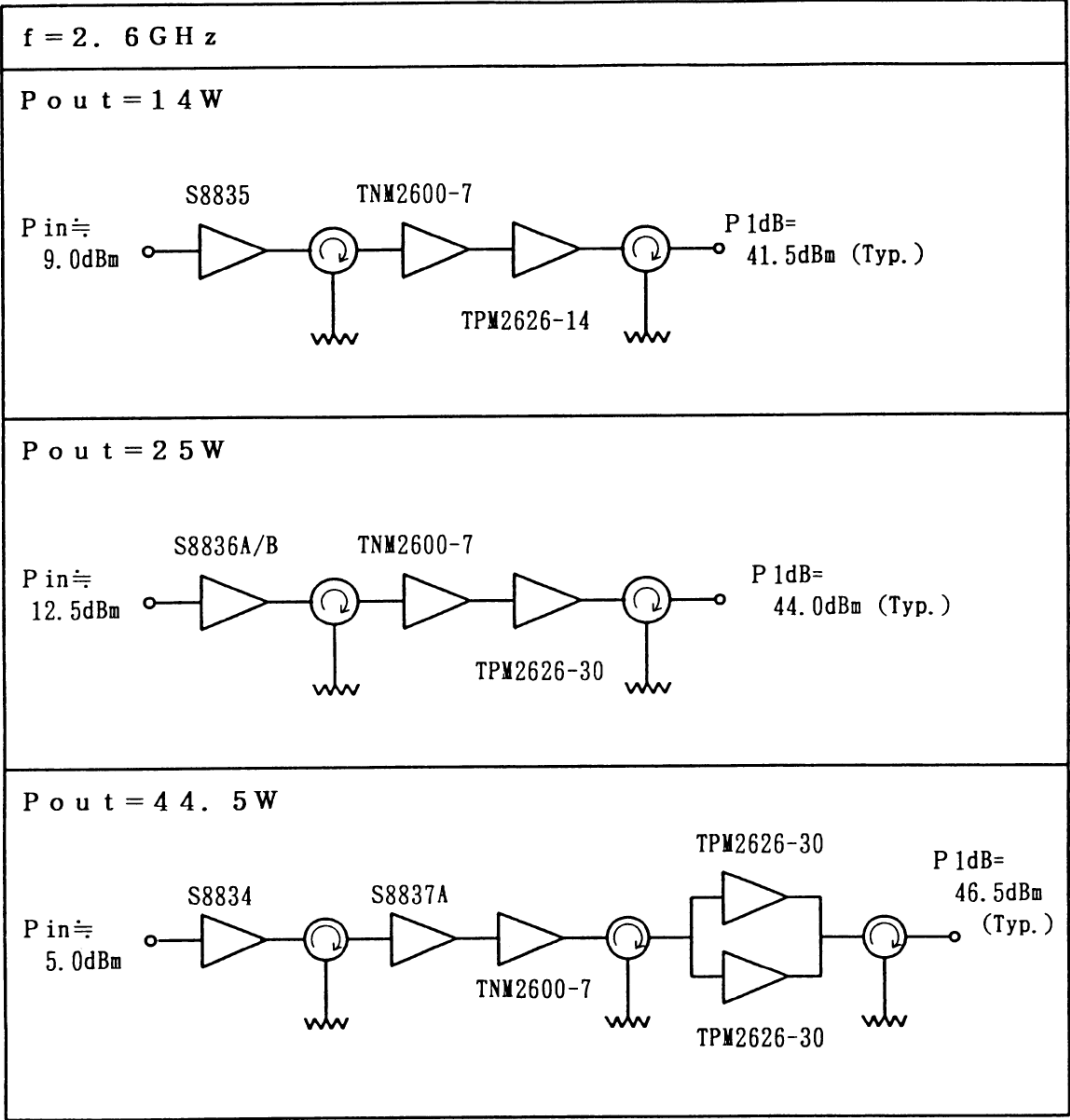 f=2. 6GHz
Pout=14W
S8835
TNM2600-7
Pin≒
9.0dBm
P1dB=
41.5dBm (Typ.)
TPM2626-14
Pout=25W
S8836A/B
TNM2600-7
Pin≒
12.5dBm
P1dB=
44.0dBm (Typ.)
TPM2626-30
Pout=44. 5W
TPM2626-30
S8834
S8837A
P1dB=
46.5dBm
(Typ.)
Pin≒
5.0dBm
TNM2600-7
TPM2626-30